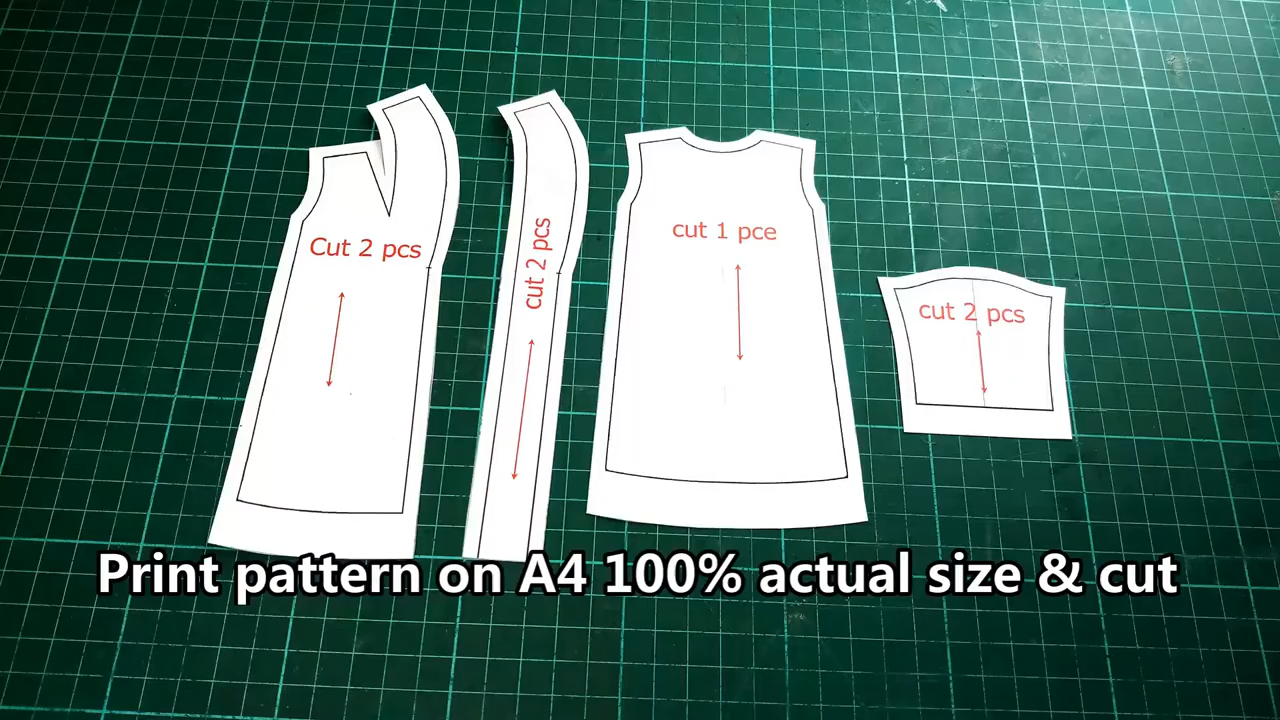 Cut 2 pcs
cut 2 pcs
cut 1 pce
cut 2 pcs
Print pattern on A4 100% actual size & cut